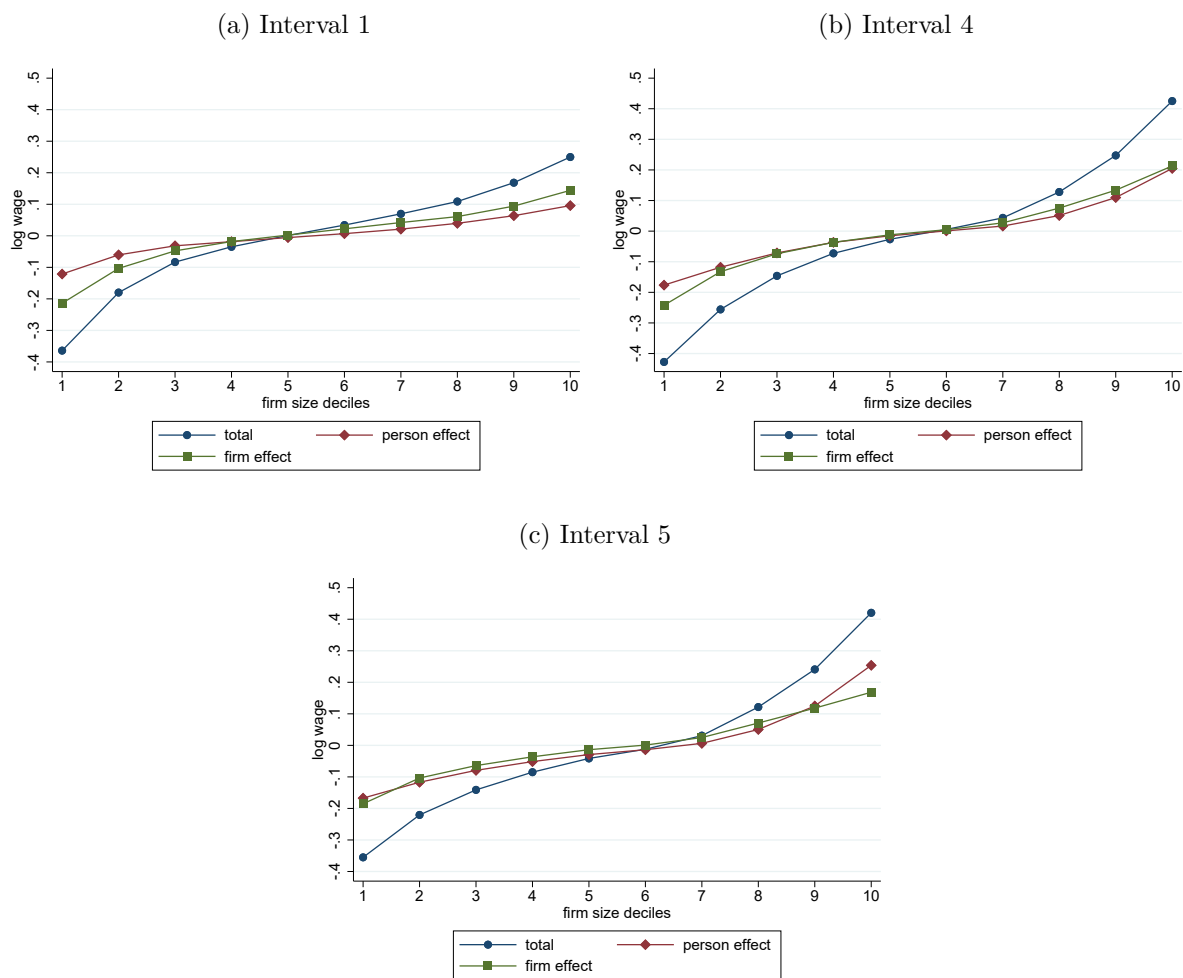 (a) Interval 1
log wage
.5
.4
.3
.2
.1
0
-.1
-.2
-.3
-.4
1 2 3 4 5 6 7 8 9 10
firm size deciles
total person effect
firm effect
(b) Interval 4
log wage
.5
.4
.3
.2
.1
0
-.1
-.2
-.3
-.4
1 2 3 4 5 6 7 8 9 10
firm size deciles
total person effect
firm effect
(c) Interval 5
log wage
.5
.4
.3
.2
.1
0
-.1
-.2
-.3
-.4
1 2 3 4 5 6 7 8 9 10
firm size deciles
total person effect
firm effect